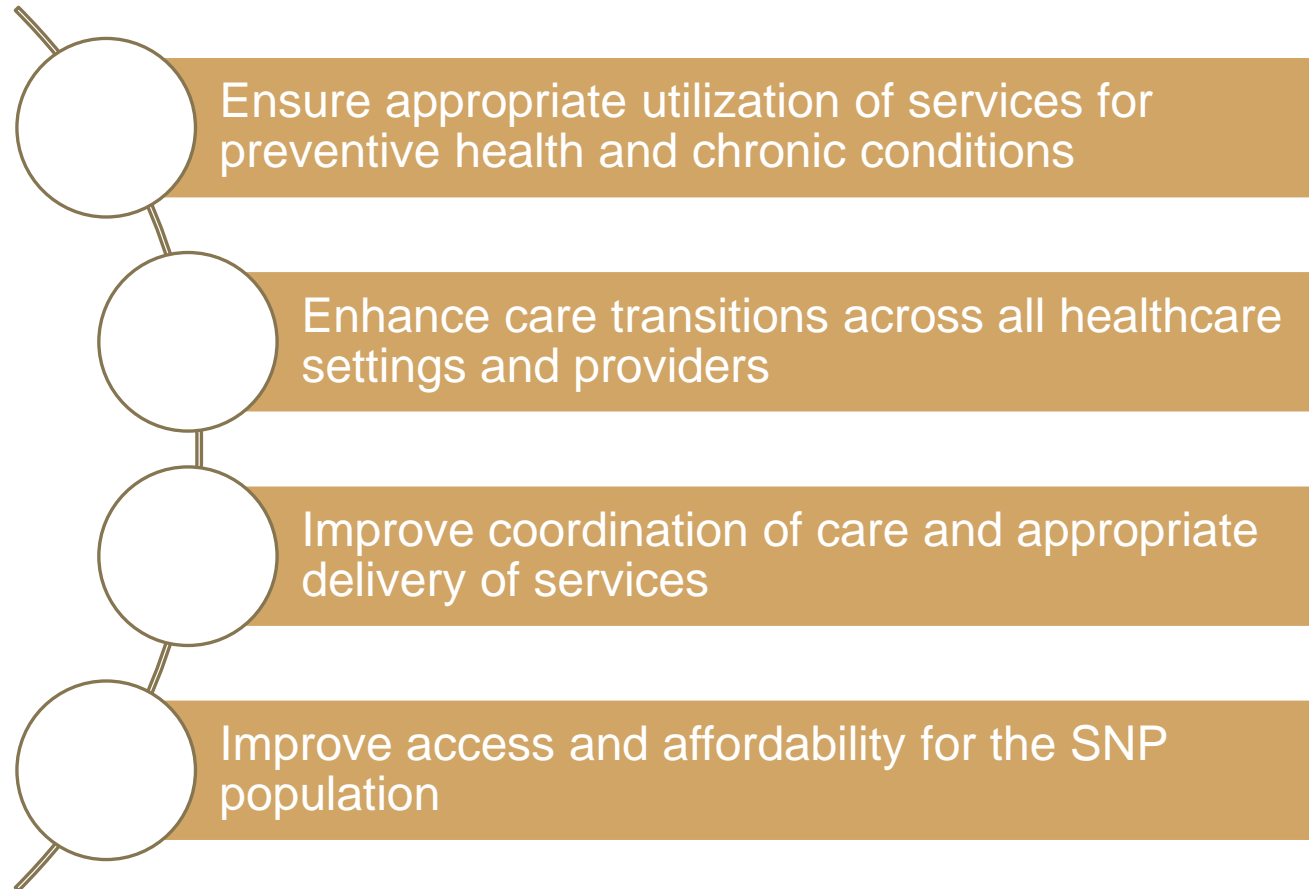 Ensure appropriate utilization of services for
preventive health and chronic conditions
Enhance care transitions across all healthcare
settings and providers
Improve coordination of care and appropriate
delivery of services
Improve access and affordability for the SNP
population